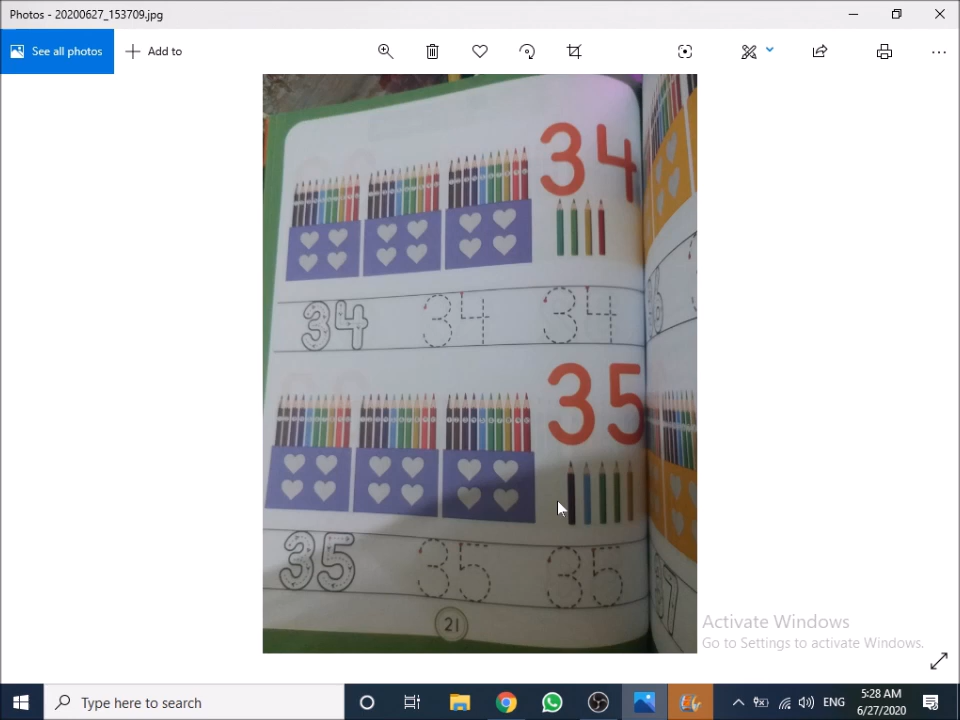 Photos - 20200627_153709.jpg
See all photos
Add to
34
34 34 34
35
35 35 35
21
Activate Windows
Go to Settings to activate Windows.
Type here to search
ENG
5:28 AM
6/27/2020